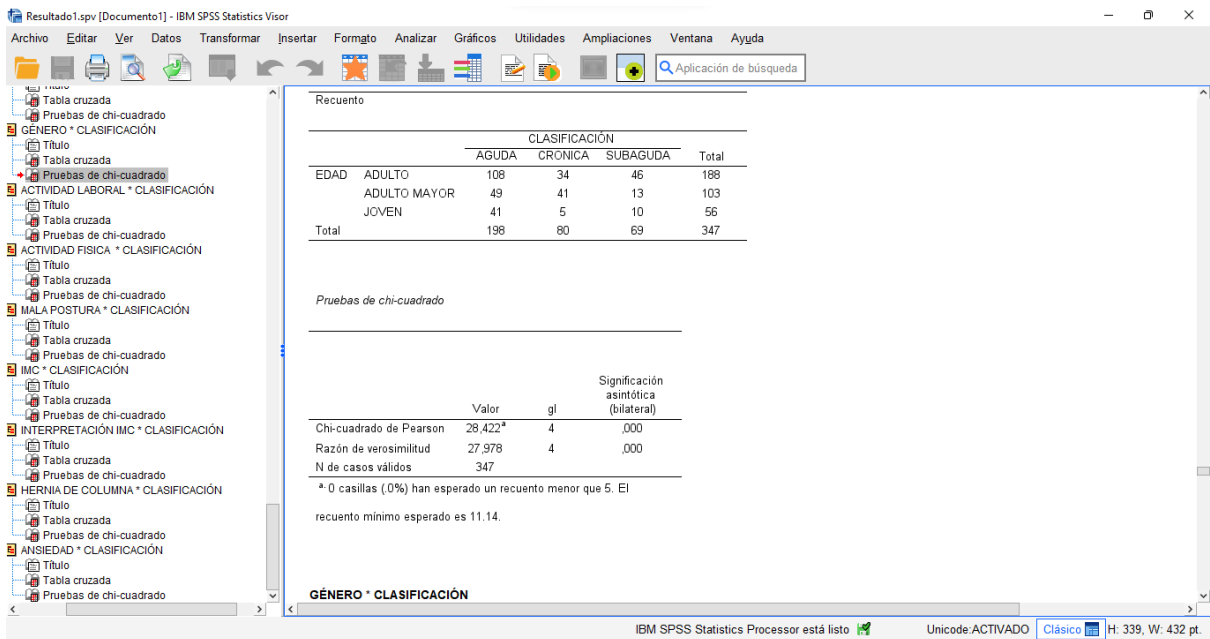 Resultado1.spv [Documento1] - IBM SPSS Statistics Visor
Archivo Editar Ver Datos Transformar Insertar Formato Analizar Gráficos Utilidades Ampliaciones Ventana Ayuda
Aplicación de búsqueda
Título
Tabla cruzada
Pruebas de chi-cuadrado
GÉNERO * CLASIFICACIÓN
Título
Tabla cruzada
Pruebas de chi-cuadrado
ACTIVIDAD LABORAL * CLASIFICACIÓN
Título
Tabla cruzada
Pruebas de chi-cuadrado
ACTIVIDAD FISICA * CLASIFICACIÓN
Título
Tabla cruzada
Pruebas de chi-cuadrado
MALA POSTURA * CLASIFICACIÓN
Título
Tabla cruzada
Pruebas de chi-cuadrado
IMC * CLASIFICACIÓN
Título
Tabla cruzada
Pruebas de chi-cuadrado
INTERPRETACIÓN IMC * CLASIFICACIÓN
Título
Tabla cruzada
Pruebas de chi-cuadrado
HERNIA DE COLUMNA * CLASIFICACIÓN
Título
Tabla cruzada
Pruebas de chi-cuadrado
ANSIEDAD * CLASIFICACIÓN
Título
Tabla cruzada
Pruebas de chi-cuadrado
Recuento
CLASIFICACIÓN
AGUDA CRONICA SUBAGUDA Total
EDAD ADULTO 108 34 46 188
ADULTO MAYOR 49 41 13 103
JOVEN 41 5 10 56
Total 198 80 69 347
Pruebas de chi-cuadrado
Significación
asintótica
Valor gl (bilateral)
Chi-cuadrado de Pearson 28,422a 4 ,000
Razón de verosimilitud 27,978 4 ,000
N de casos válidos 347
a. 0 casillas (.0%) han esperado un recuento menor que 5. El
recuento mínimo esperado es 11.14.
GÉNERO * CLASIFICACIÓN
IBM SPSS Statistics Processor está listo Unicode:ACTIVADO Clásico H: 339, W: 432 pt.